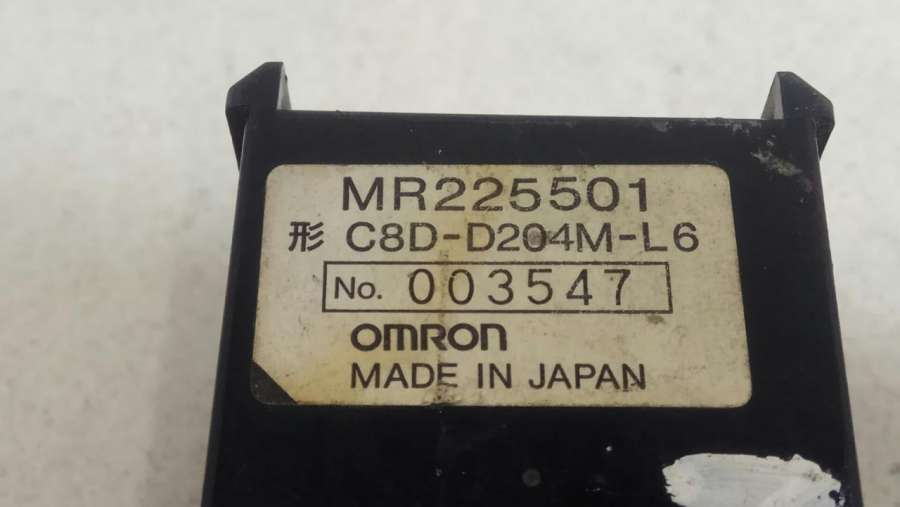 MR225501
形 C8D-D204M-L6
No. 003547
OMRON
MADE IN JAPAN